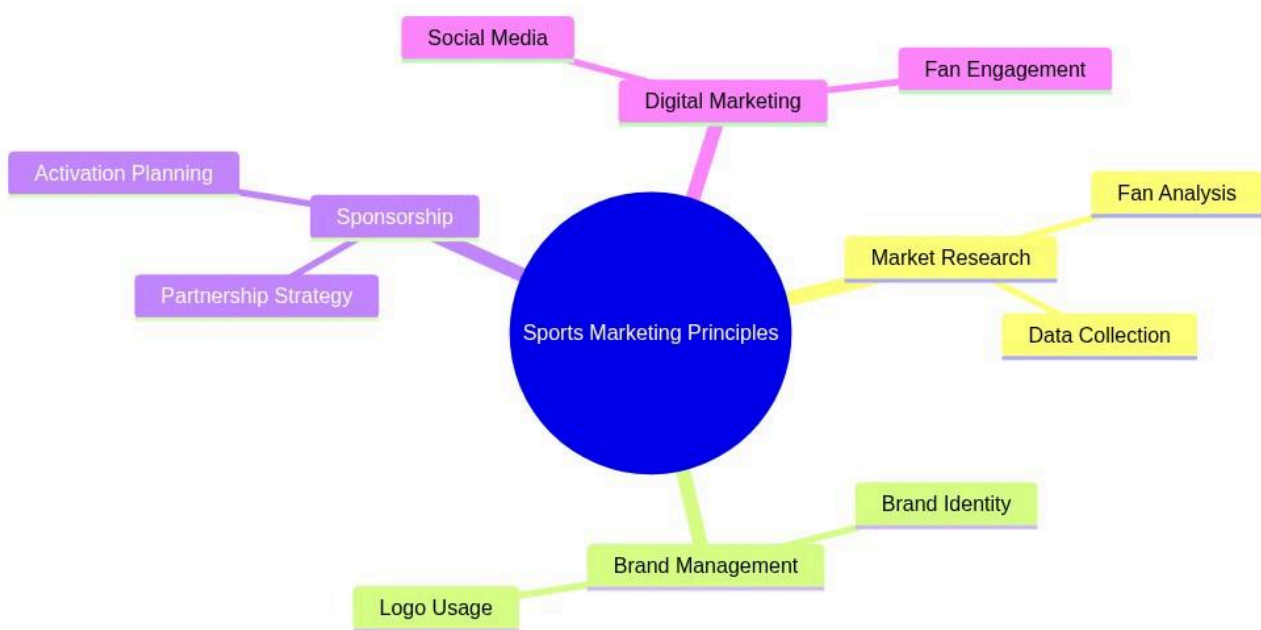 Social Media
Fan Engagement
Digital Marketing
Activation Planning
Fan Analysis
Sponsorship
Market Research
Partnership Strategy
Sports Marketing Principles
Data Collection
Brand Identity
Brand Management
Logo Usage